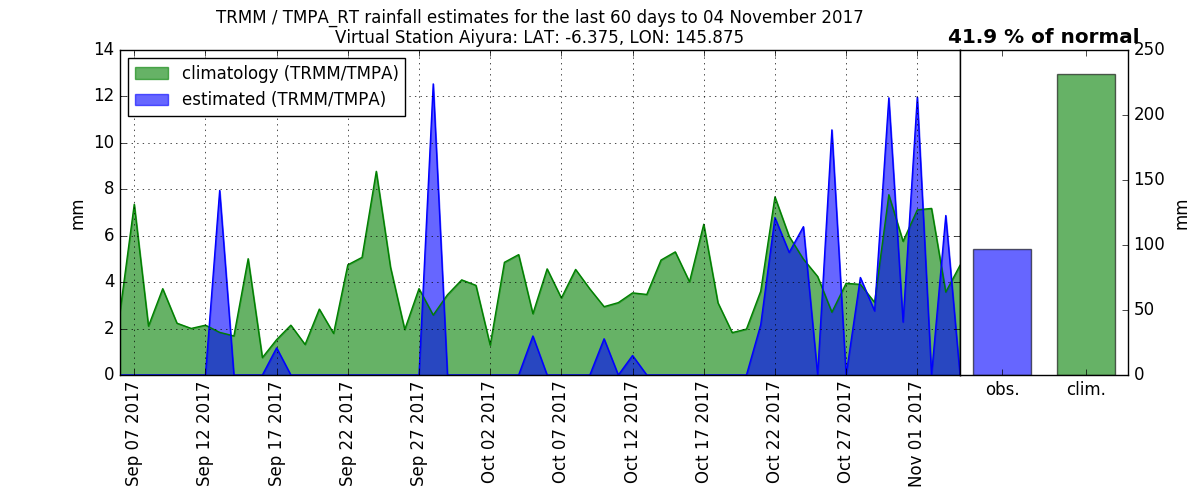 TRMM / TMPA_RT rainfall estimates for the last 60 days to 04 November 2017
Virtual Station Aiyura: LAT: -6.375, LON: 145.875
41.9 % of normal
climatology (TRMM/TMPA)
estimated (TRMM/TMPA)
14
12
10
8
6
4
2
0
mm
Sep 07 2017
Sep 12 2017
Sep 17 2017
Sep 22 2017
Sep 27 2017
Oct 02 2017
Oct 07 2017
Oct 12 2017
Oct 17 2017
Oct 22 2017
Oct 27 2017
Nov 01 2017
obs.
clim.
250
200
150
100
50
0
mm